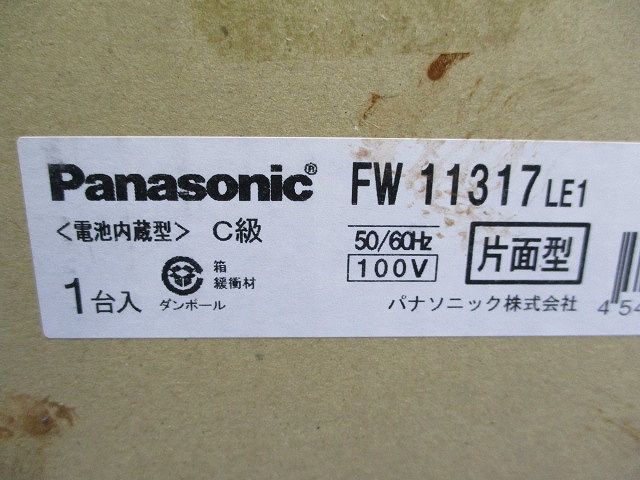 Panasonic® FW 11317 LE1
<電池内蔵型> C級
50/60Hz
100V
片面型
1台入
箱
緩衝材
ダンボール
パナソニック株式会社
4 54